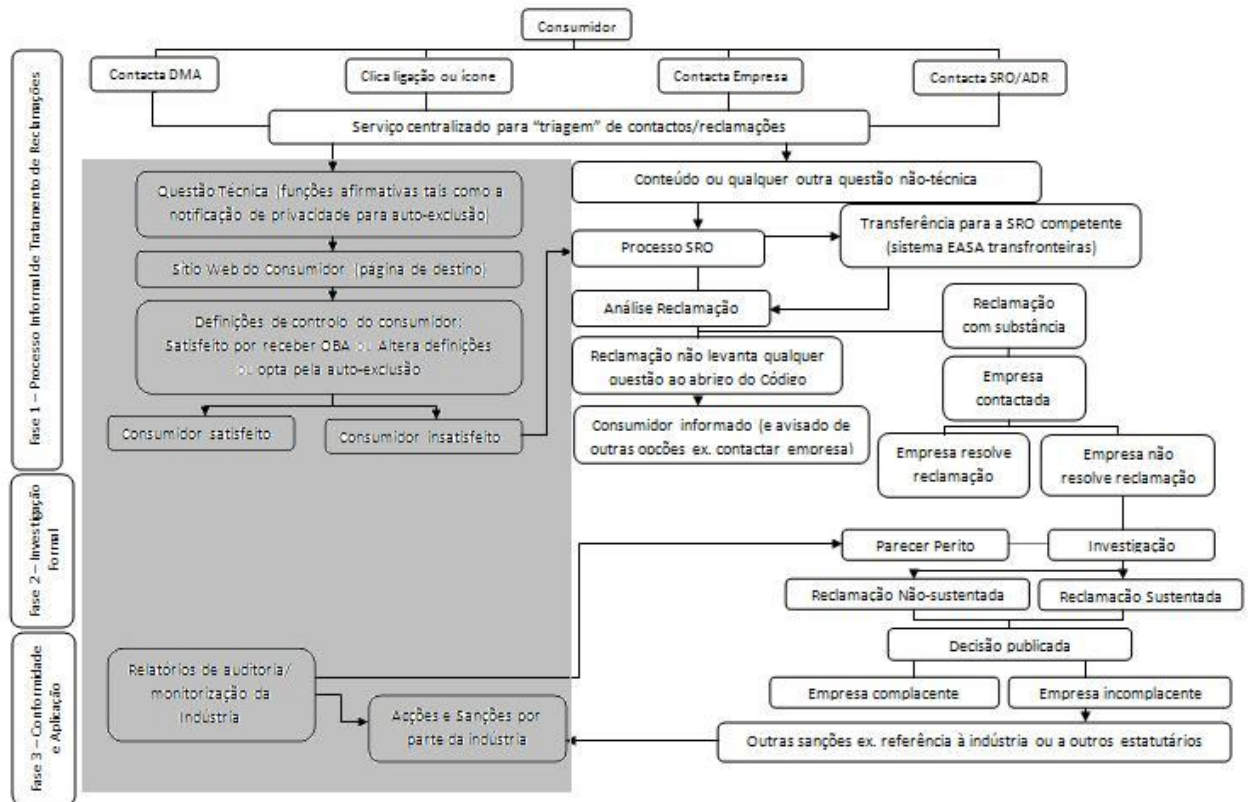 Consumidor
Contacta DMA
Clica ligação ou ícone
Contacta Empresa
Contacta SRO/ADR
Serviço centralizado para “triagem” de contactos/reclamações
Fase 1 – Processo Informal de Tratamento de Reclamações
Questão Técnica (funções afirmativas tais como a
notificação de privacidade para auto-exclusão)
Sítio Web do Consumidor (página de destino)
Definições de controlo do consumidor:
Satisfeito por receber OBA ou Altera definições
ou opta pela auto-exclusão
Consumidor satisfeito
Consumidor insatisfeito
Conteúdo ou qualquer outra questão não-técnica
Processo SRO
Transferência para a SRO competente
(sistema EASA transfronteiras)
Análise Reclamação
Reclamação
com substância
Reclamação não levanta qualquer
questão ao abrigo do Código
Empresa
contactada
Consumidor informado (e avisado de
outras opções ex. contactar empresa)
Empresa resolve
reclamação
Empresa não
resolve reclamação
Fase 2 – Investigação
Formal
Parecer Perito
Investigação
Reclamação Não-sustentada
Reclamação Sustentada
Decisão publicada
Fase 3 – Conformidade
e Aplicação
Relatórios de auditoria/
monitorização da
Indústria
Acções e Sanções por
parte da indústria
Empresa complacente
Empresa incomplacente
Outras sanções ex. referência à indústria ou a outros estatutários